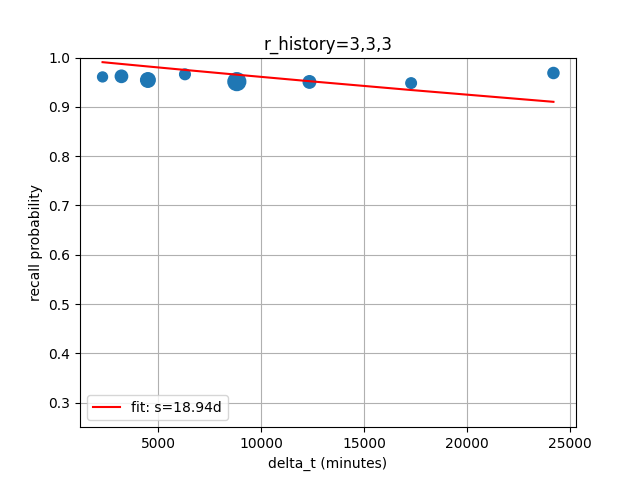 r_history=3,3,3
1.0
0.9
0.8
0.7
0.6
0.5
0.4
0.3
recall probability
fit: s=18.94d
5000 10000 15000 20000 25000
delta_t (minutes)